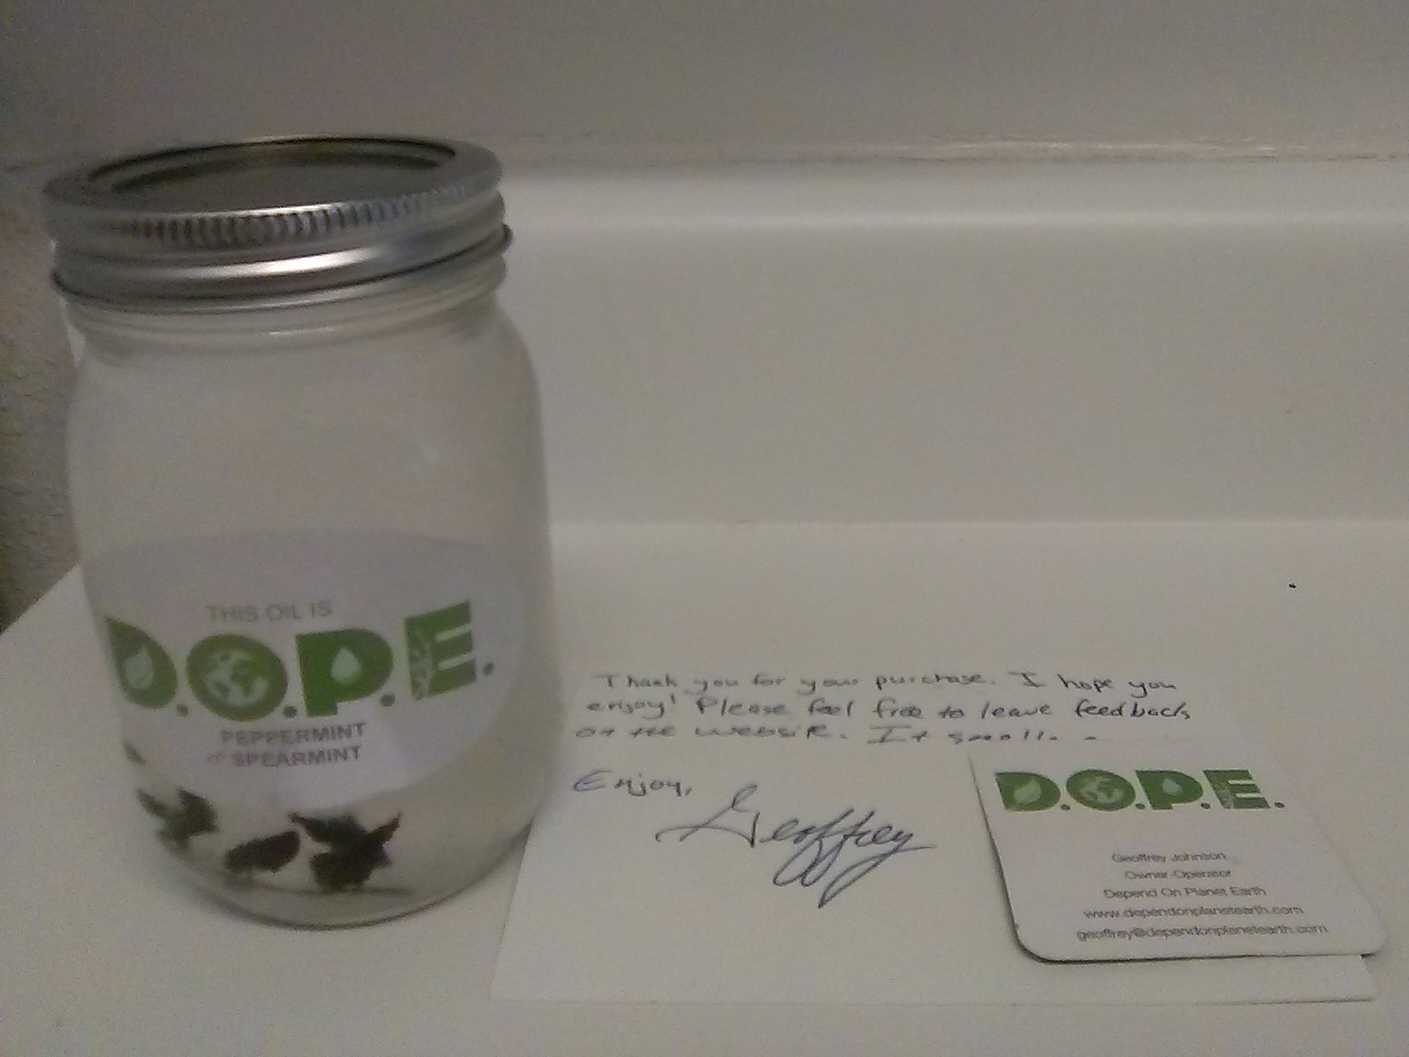 THIS OIL IS
D.O.P.E.
PEPPERMINT
SPEARMINT
Thank you for your purchase. I hope you
enjoy! Please feel free to leave feedback
on the website. It smells
Enjoy,
Geoffrey
D.O.P.E.
Geoffrey Johnson
Owner-Operator
Depend On Planet Earth
www.dependonplanetearth.com
geoffrey@dependonplanetearth.com